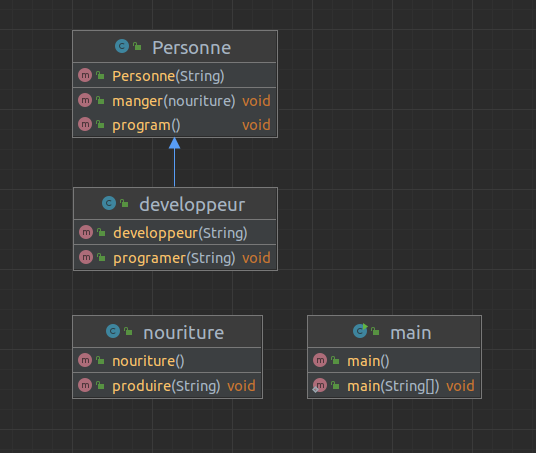 Personne
Personne(String)
manger(nouriture) void
program() void
developpeur
developpeur(String)
programer(String) void
nouriture
nouriture()
produire(String) void
main
main()
main(String[]) void